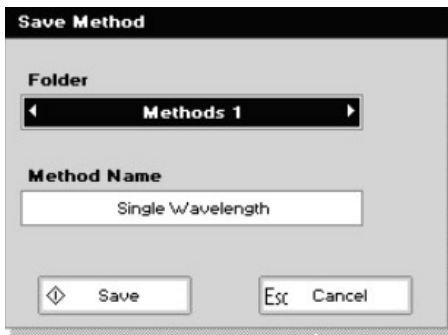 Save Method
Folder
Methods 1
Method Name
Single Wavelength
Save
Esc Cancel